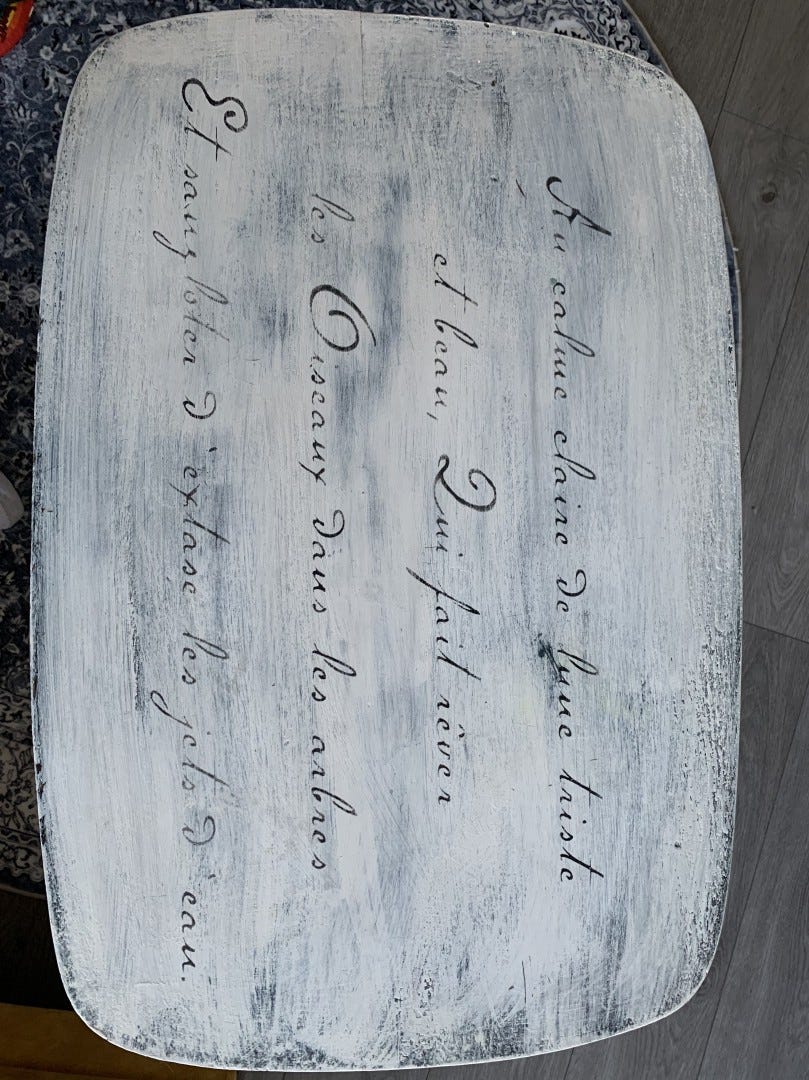 Au calme claire de lune triste
et beau, Qui fait rêver
les Oiseaux dans les arbres
Et sangloter d'extase les jets d'eau.